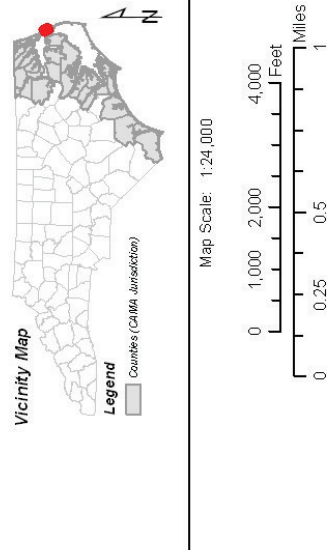 Vicinity Map
N
Legend
Counties (CAMA Jurisdiction)
Map Scale: 1:24,000
0 1,000 2,000 4,000
Feet
Miles
0 0.25 0.5 1